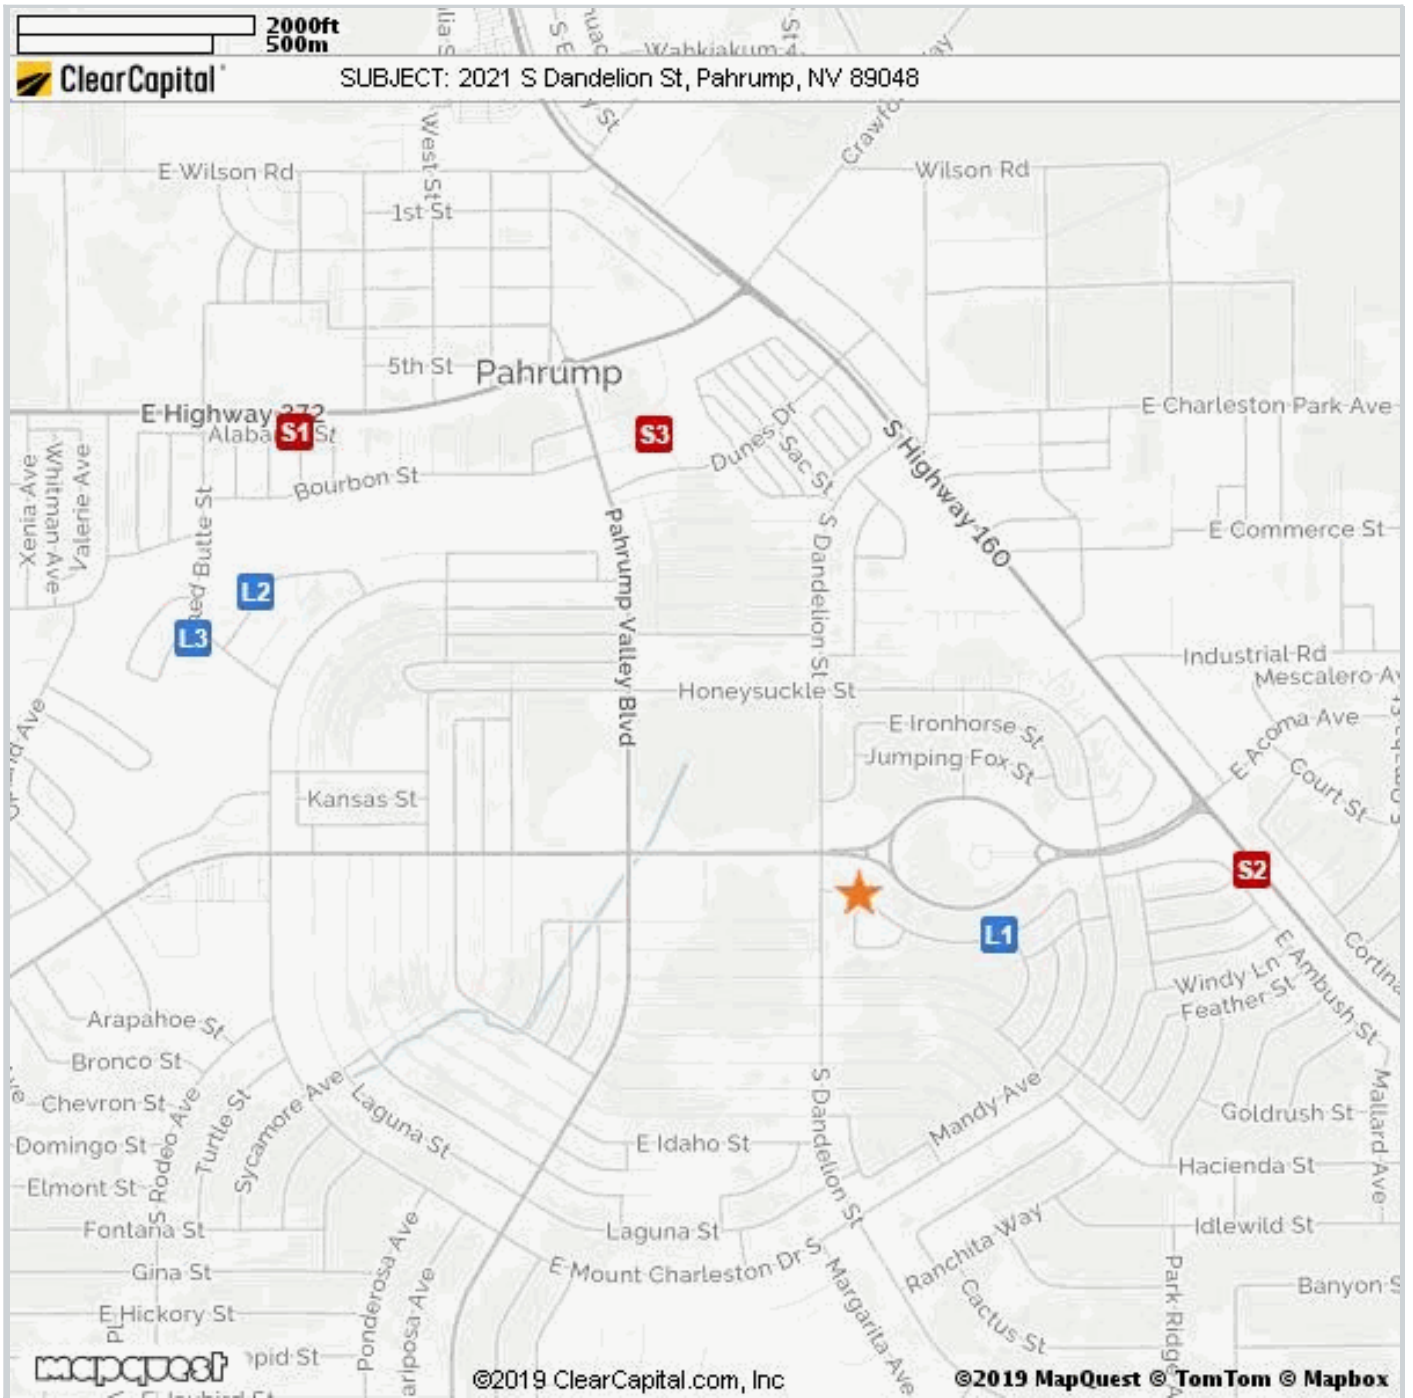 2000ft
500m
Wahkiakum
ClearCapital
SUBJECT: 2021 S Dandelion St, Pahrump, NV 89048
West St
E Wilson Rd
Wilson Rd
1st St
5th St
Pahrump
E Highway 372
E Charleston Park Ave
S1
S3
Dunes Dr
Sac St
S Highway 160
Bourbon St
Xenia Ave
Whitman Ave
Valerie Ave
E Commerce St
Pahrump Valley Blvd
S Dandelion St
L2
L3
Industrial Rd
Honeysuckle St
E Ironhorse St
E Acoma Ave
Jumping Fox St
Court St
Kansas St
S2
L1
E Ambush St
Windy Ln
Feather St
Arapahoe St
Bronco St
Chevron St
Domingo St
Elmont St
Fontana St
Gina St
E Hickory St
S Rodeo Ave
Turtle St
Sycamore Ave
Laguna St
S Dandelion St
Mandy Ave
Goldrush St
Mallard Ave
E Idaho St
Hacienda St
Laguna St
Idlewild St
Ranchita Way
E Mount Charleston Dr
S Margarita Ave
Cactus St
Ponderosa Ave
mapquest
©2019 ClearCapital.com, Inc
©2019 MapQuest © TomTom © Mapbox